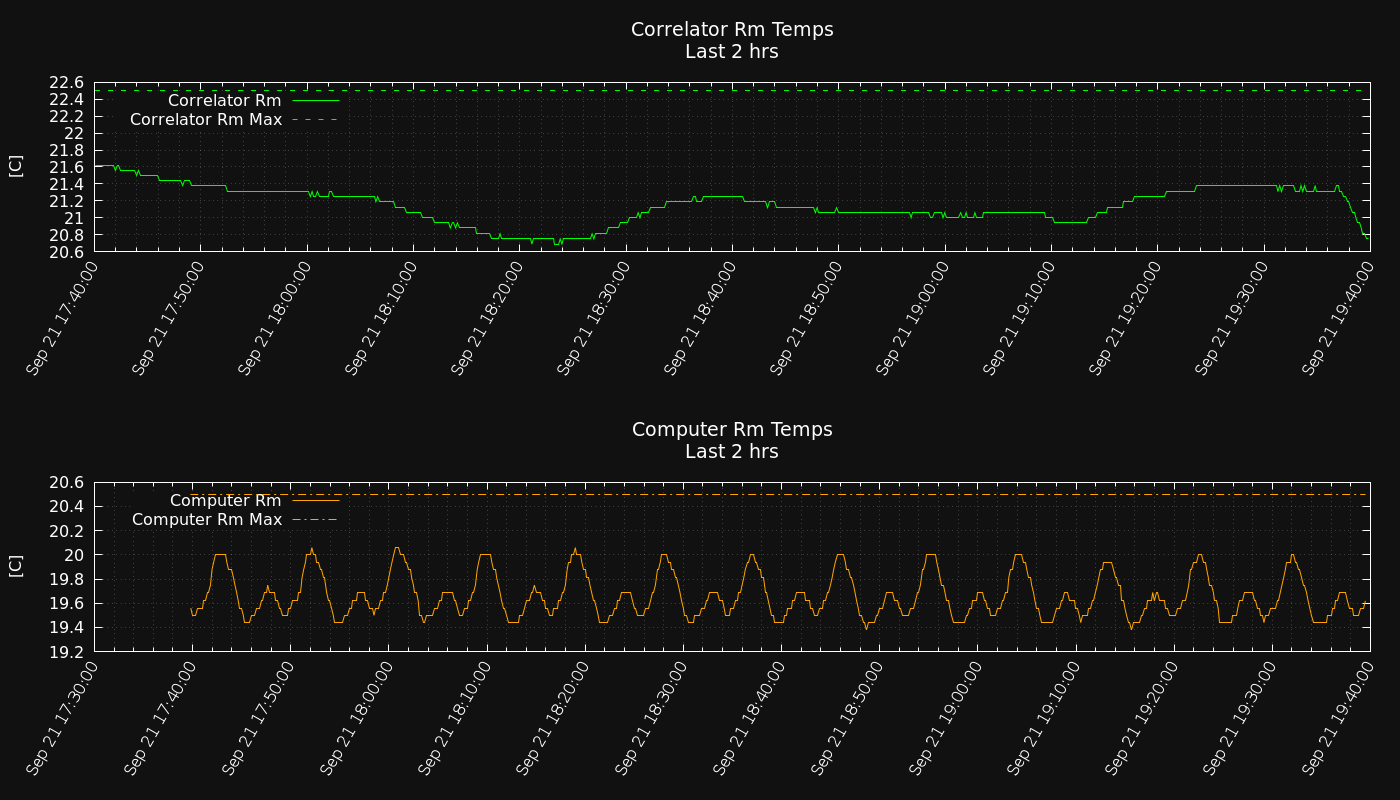 Correlator Rm Temps
Last 2 hrs
22.6
22.4
22.2
22
21.8
21.6
21.4
21.2
21
20.8
20.6
[C]
Correlator Rm
Correlator Rm Max
Sep 21 17:40:00
Sep 21 17:50:00
Sep 21 18:00:00
Sep 21 18:10:00
Sep 21 18:20:00
Sep 21 18:30:00
Sep 21 18:40:00
Sep 21 18:50:00
Sep 21 19:00:00
Sep 21 19:10:00
Sep 21 19:20:00
Sep 21 19:30:00
Sep 21 19:40:00
Computer Rm Temps
Last 2 hrs
20.6
20.4
20.2
20
19.8
19.6
19.4
19.2
[C]
Computer Rm
Computer Rm Max
Sep 21 17:30:00
Sep 21 17:40:00
Sep 21 17:50:00
Sep 21 18:00:00
Sep 21 18:10:00
Sep 21 18:20:00
Sep 21 18:30:00
Sep 21 18:40:00
Sep 21 18:50:00
Sep 21 19:00:00
Sep 21 19:10:00
Sep 21 19:20:00
Sep 21 19:30:00
Sep 21 19:40:00